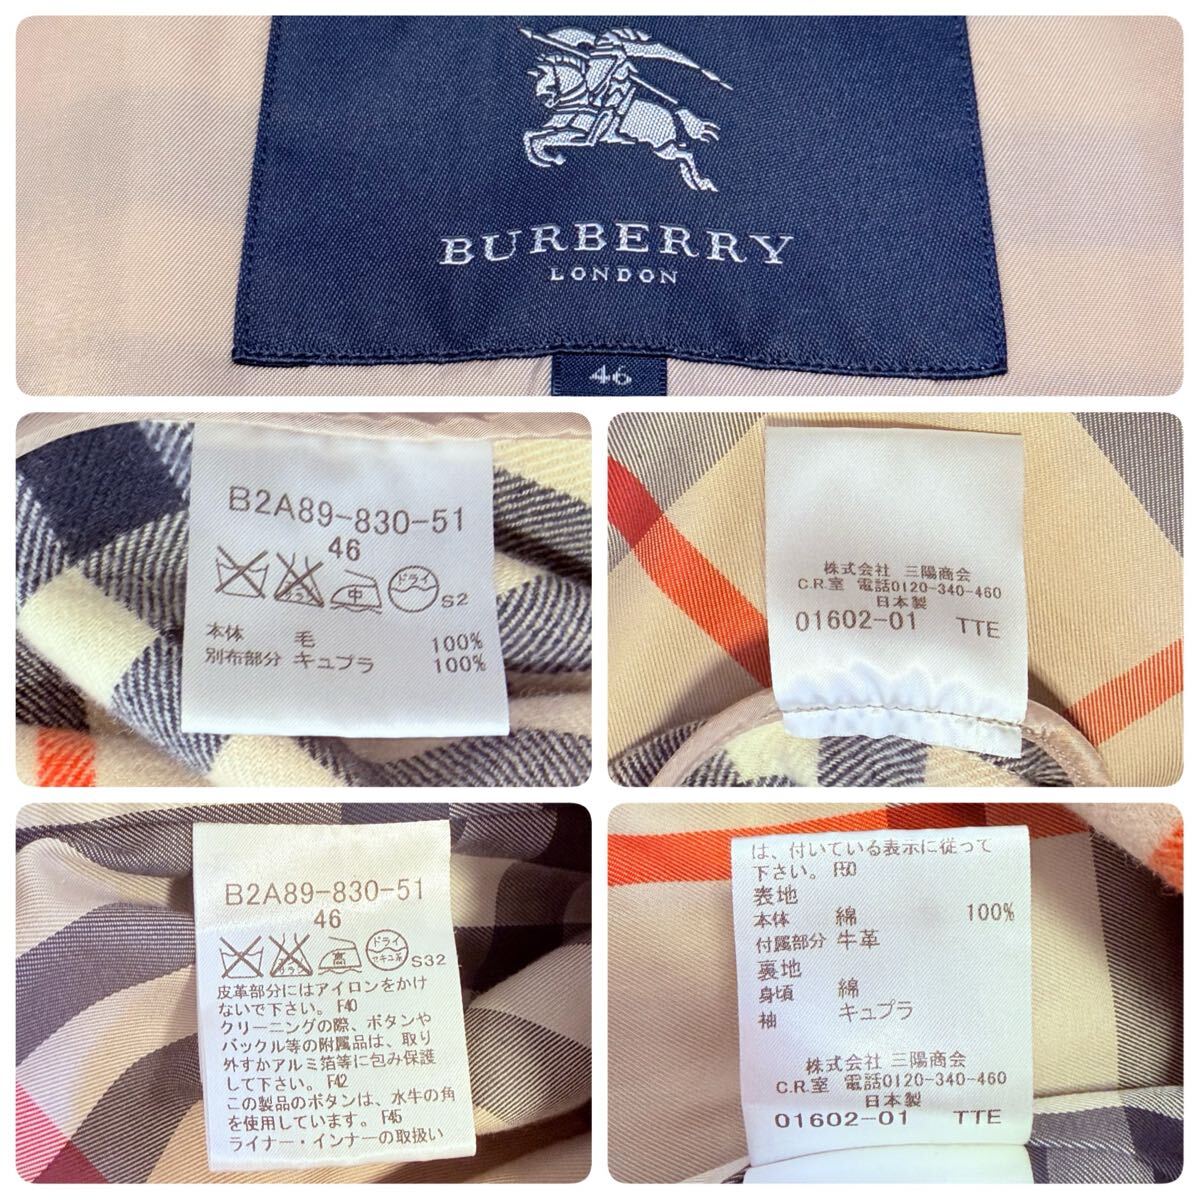 BURBERRY
LONDON
46
B2A89-830-51
46
中
ドライ
S2
本体 毛 100%
別布部分 キュプラ 100%
株式会社 三陽商会
C.R.室 電話0120-340-460
日本製
01602-01 TTE
B2A89-830-51
46
高
ドライ
S32
皮革部分にはアイロンをかけ
ないで下さい。 F40
クリーニングの際、ボタンや
バックル等の附属品は、取り
外すかアルミ箔等に包み保護
して下さい。 F42
この製品のボタンは、水牛の角
を使用しています。 F45
ライナー・インナーの取扱い
は、付いている表示に従って
下さい。 F50
表地
本体 綿 100%
付属部分 牛革
裏地
身頃 綿
袖 キュプラ
株式会社 三陽商会
C.R.室 電話0120-340-460
日本製
01602-01 TTE